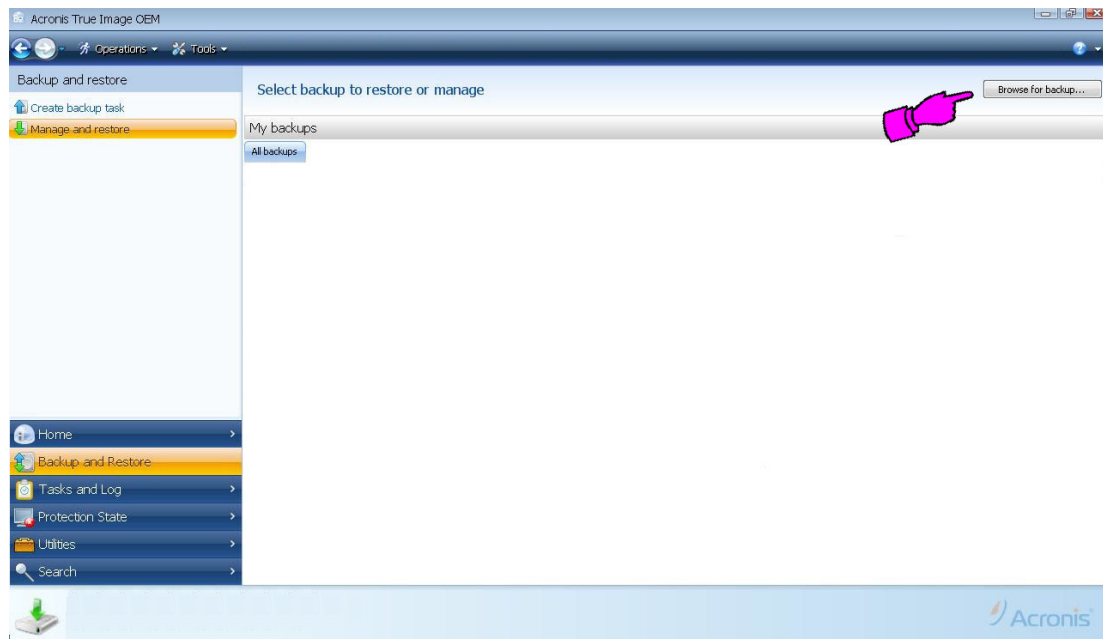 Acronis True Image OEM
Operations Tools
Backup and restore
Create backup task
Manage and restore
Select backup to restore or manage
Browse for backup...
My backups
All backups
Home
Backup and Restore
Tasks and Log
Protection State
Utilities
Search
Acronis